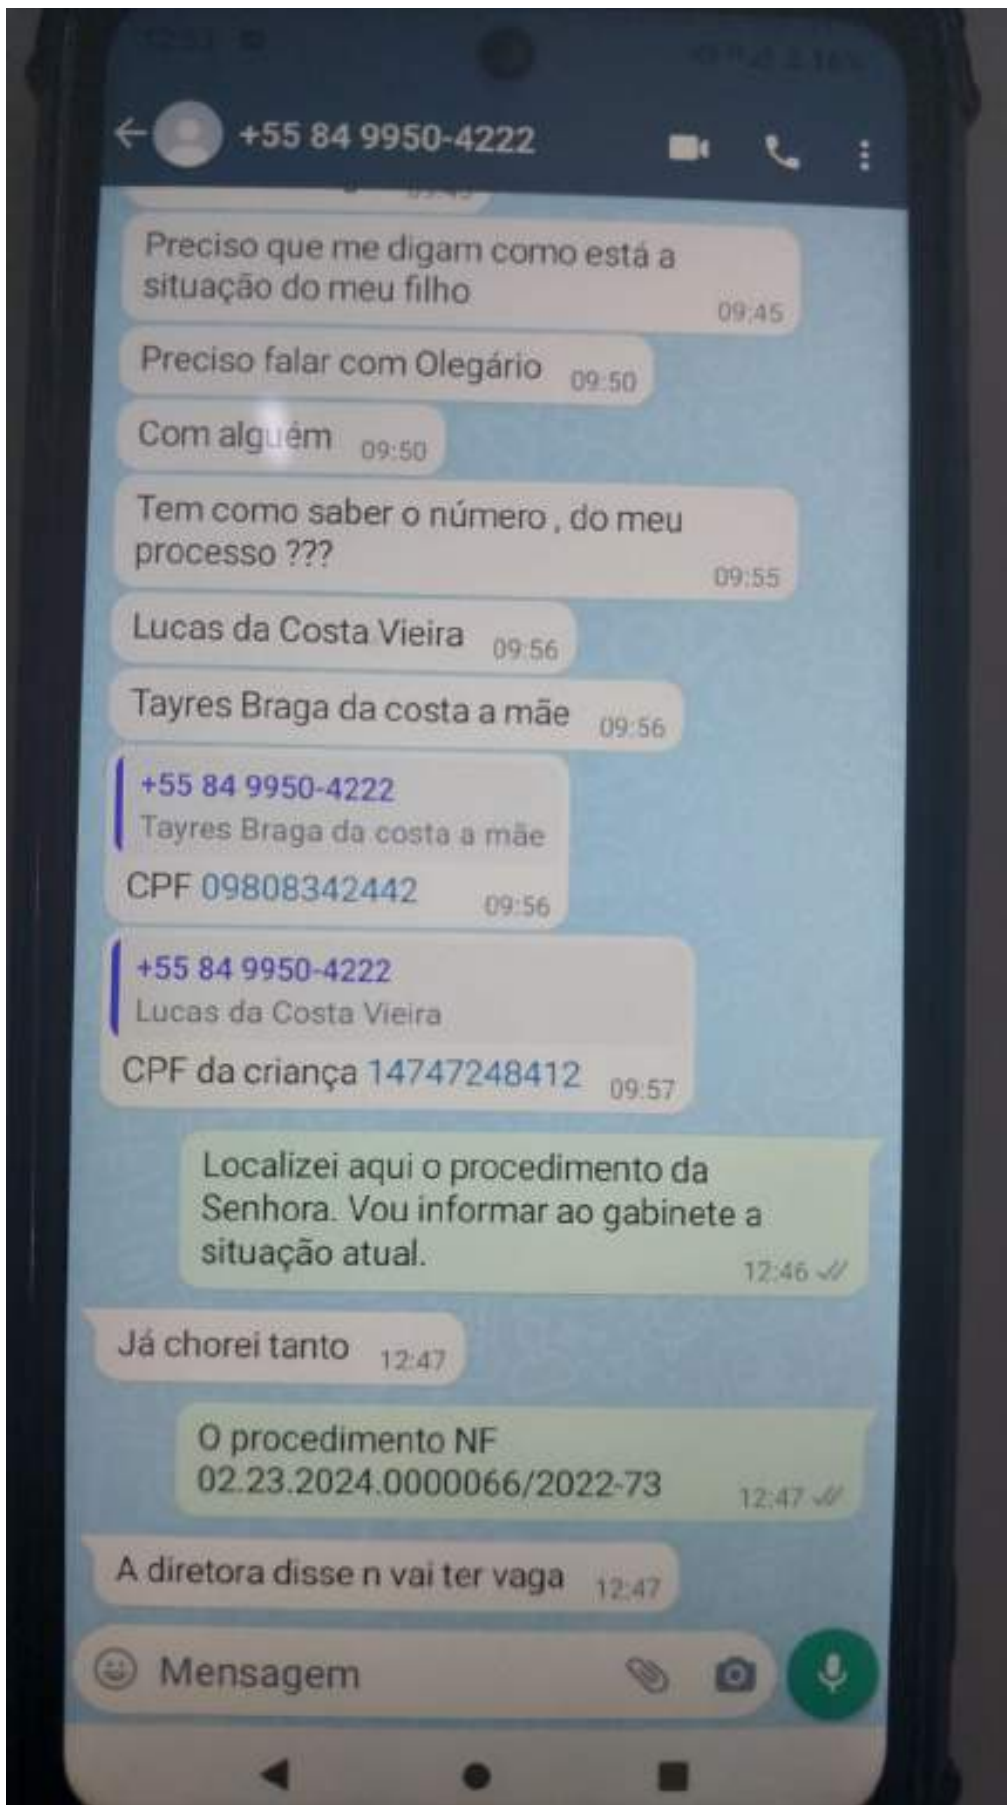 +55 84 9950-4222
Preciso que me digam como está a
situação do meu filho
09:45
Preciso falar com Olegário 09:50
Com alguém 09:50
Tem como saber o número , do meu
processo ???
09:55
Lucas da Costa Vieira 09:56
Tayres Braga da costa a mãe 09:56
+55 84 9950-4222
Tayres Braga da costa a mãe
CPF 09808342442 09:56
+55 84 9950-4222
Lucas da Costa Vieira
CPF da criança 14747248412 09:57
Localizei aqui o procedimento da
Senhora. Vou informar ao gabinete a
situação atual.
12:46
Já chorei tanto 12:47
O procedimento NF
02.23.2024.0000066/2022-73 12:47
A diretora disse n vai ter vaga 12:47
Mensagem